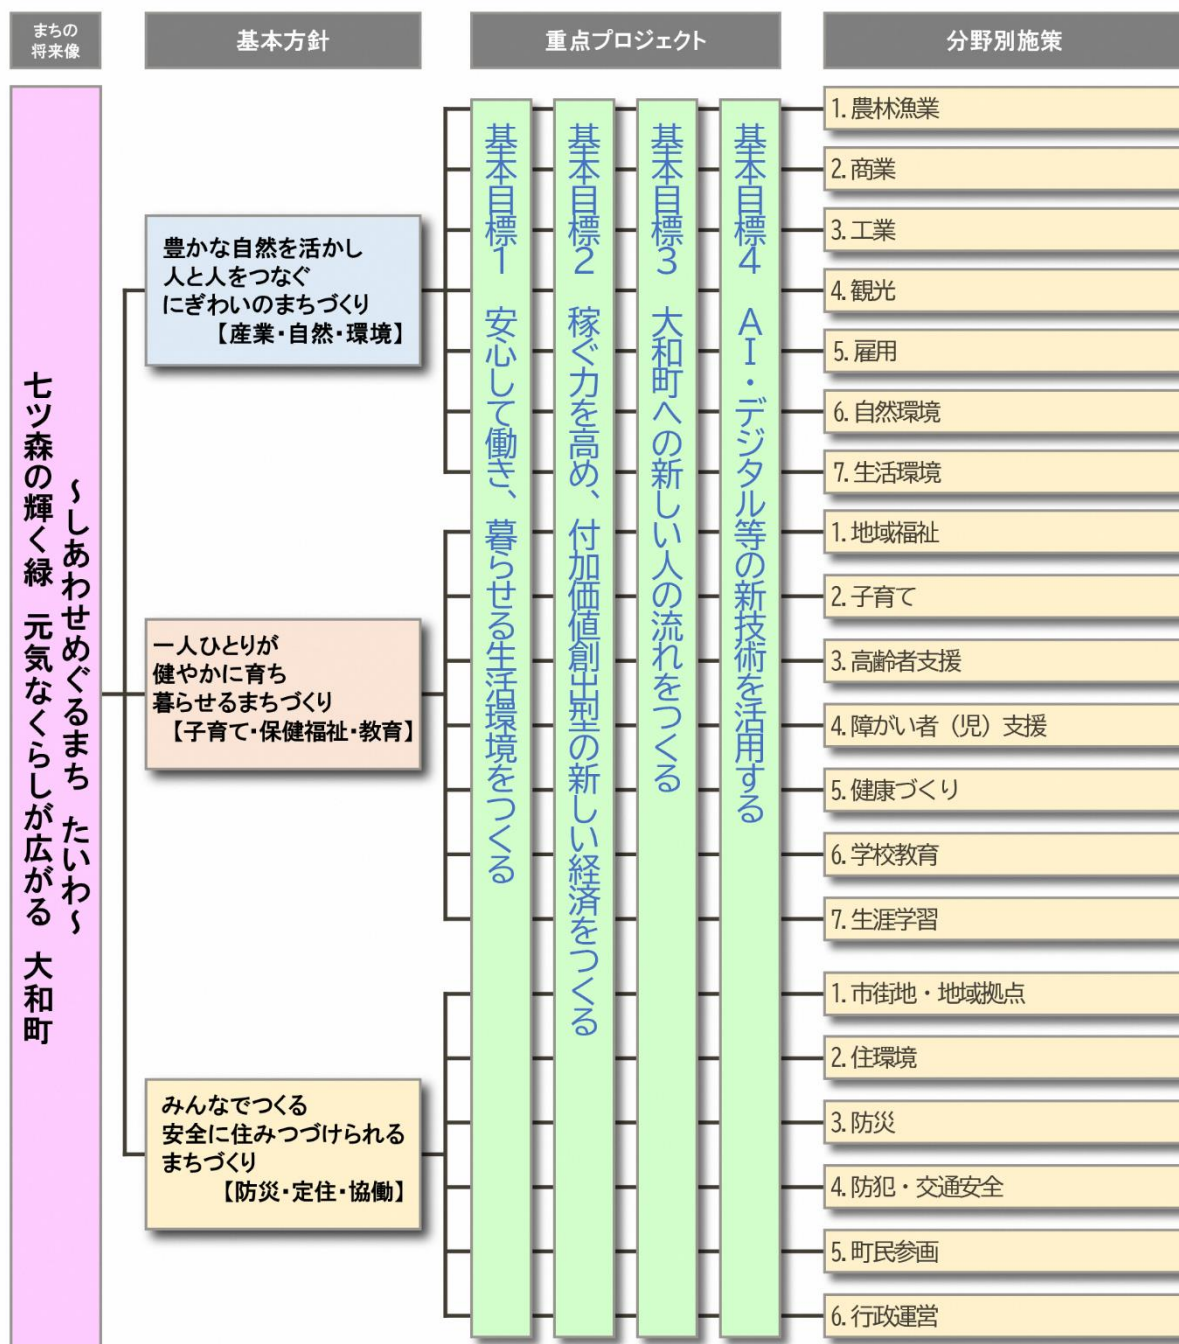 まちの
将来像
基本方針
重点プロジェクト
分野別施策
七ツ森の輝く緑 元気なくらしが広がる 大和町
~しあわせめぐるまち たいわ~
豊かな自然を活かし
人と人をつなぐ
にぎわいのまちづくり
【産業・自然・環境】
一人ひとりが
健やかに育ち
暮らせるまちづくり
【子育て・保健福祉・教育】
みんなでつくる
安全に住みつづけられる
まちづくり
【防災・定住・協働】
基本目標1 安心して働き、暮らせる生活環境をつくる
基本目標2 稼ぐ力を高め、付加価値創出型の新しい経済をつくる
基本目標3 大和町への新しい人の流れをつくる
基本目標4 AI・デジタル等の新技術を活用する
1.農林漁業
2.商業
3.工業
4.観光
5.雇用
6.自然環境
7.生活環境
1.地域福祉
2.子育て
3.高齢者支援
4.障がい者（児）支援
5.健康づくり
6.学校教育
7.生涯学習
1.市街地・地域拠点
2.住環境
3.防災
4.防犯・交通安全
5.町民参画
6.行政運営